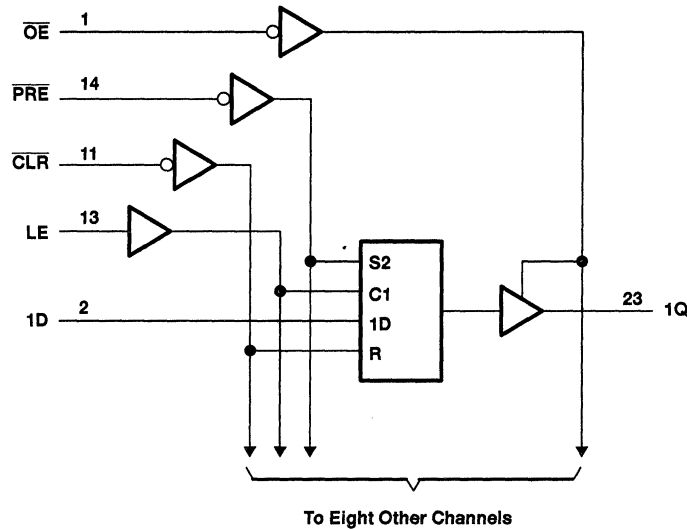 OE 1
PRE 14
CLR 11
LE 13
S2
C1
1D 2
1D
R
23 1Q
To Eight Other Channels